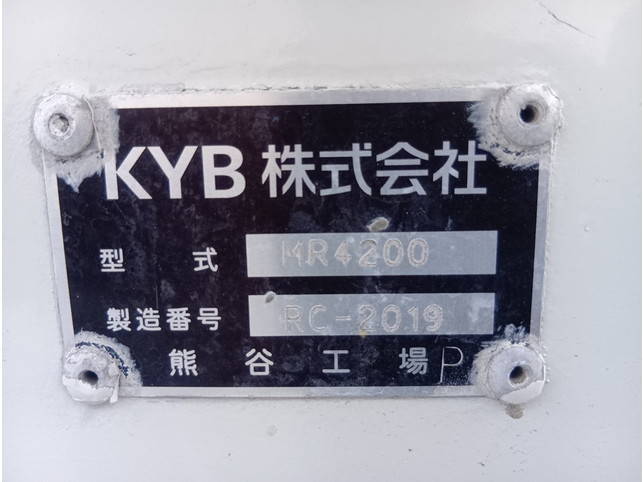 KYB 株式会社
型 式 MR4200
製造番号 RC-2019
熊 谷 工 場 P